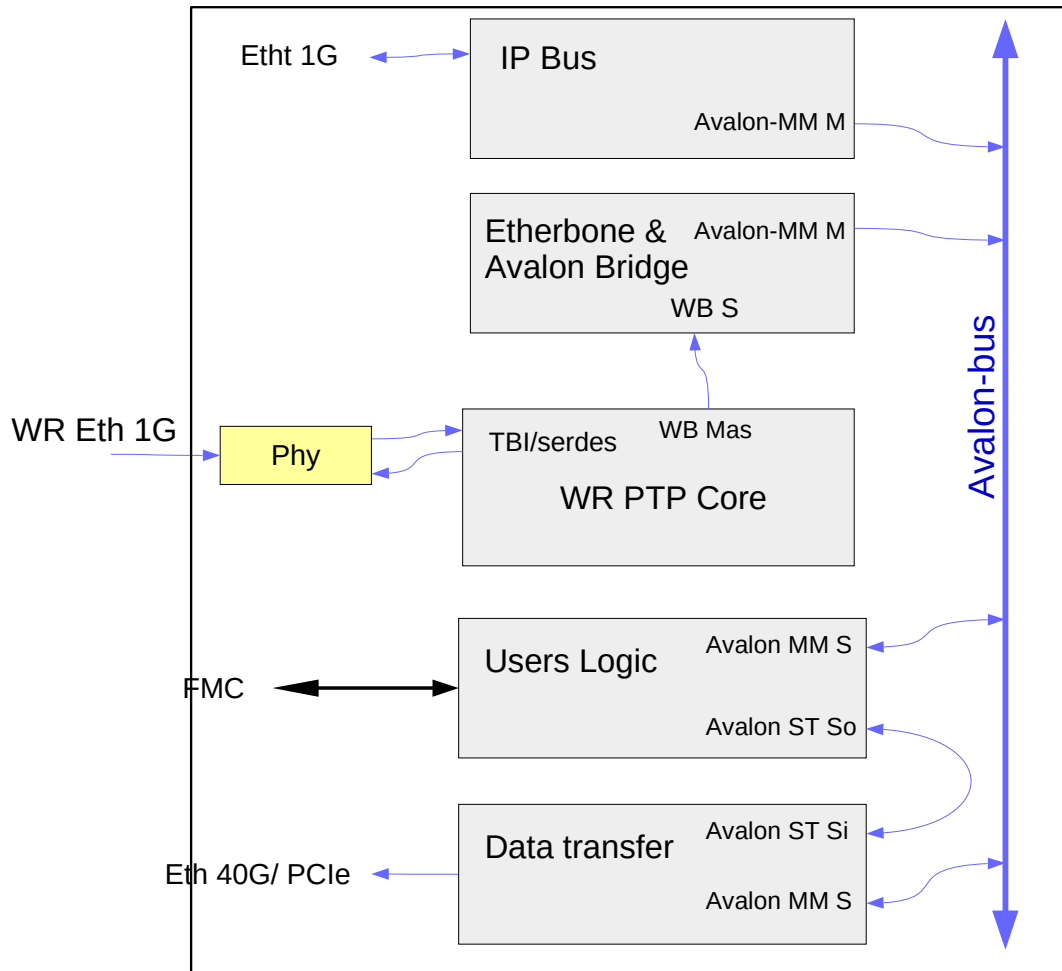 Etht 1G
IP Bus
Avalon-MM M
Etherbone &
Avalon Bridge
Avalon-MM M
WB S
Avalon-bus
WR Eth 1G
Phy
TBI/serdes
WB Mas
WR PTP Core
Users Logic
Avalon MM S
FMC
Avalon ST So
Data transfer
Avalon ST Si
Eth 40G/ PCIe
Avalon MM S